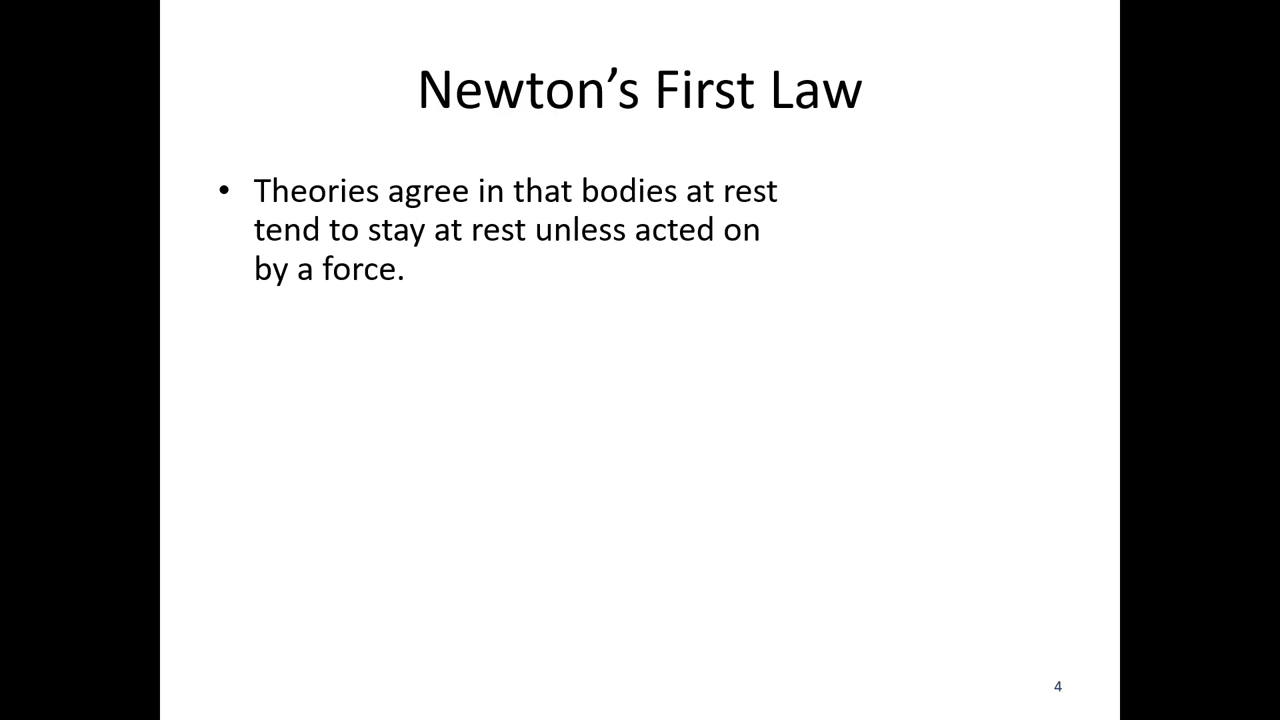 Newton’s First Law
• Theories agree in that bodies at rest
tend to stay at rest unless acted on
by a force.
4